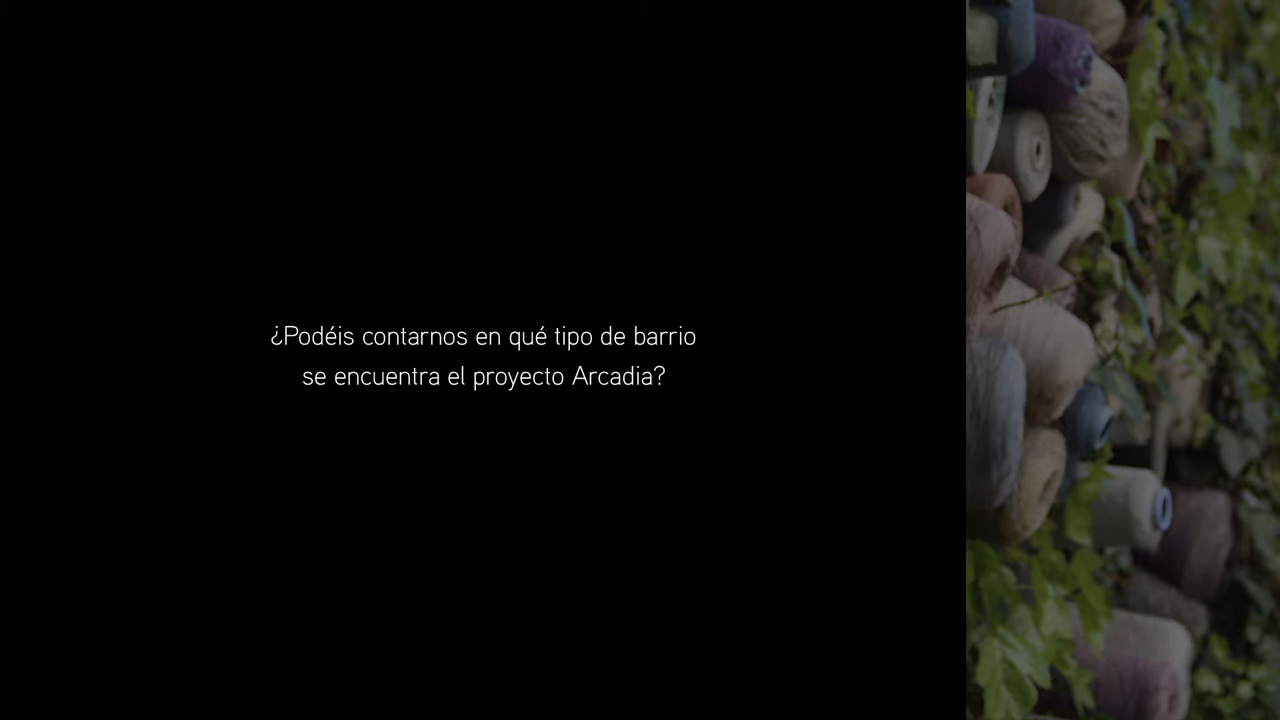 ¿Podéis contarnos en qué tipo de barrio
se encuentra el proyecto Arcadia?